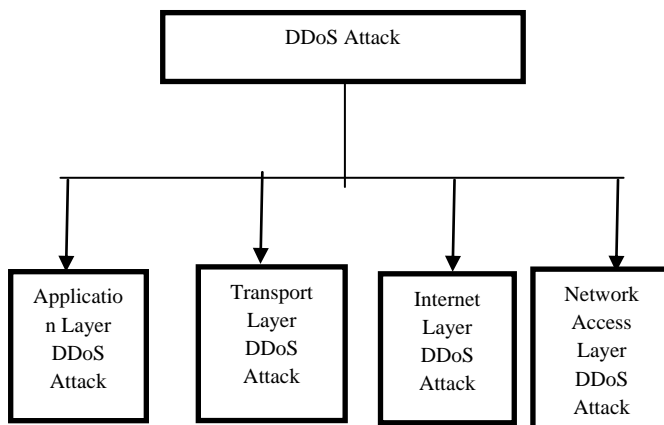 DDoS Attack
Applicatio
n Layer
DDoS
Attack
Transport
Layer
DDoS
Attack
Internet
Layer
DDoS
Attack
Network
Access
Layer
DDoS
Attack